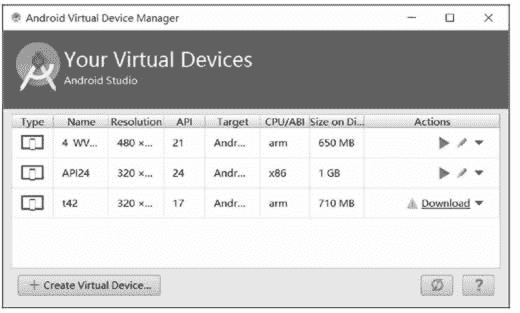 Android Virtual Device Manager
Your Virtual Devices
Android Studio
Type Name Resolution API Target CPU/ABI Size on Di... Actions
4 WV... 480 ×... 21 Andr... arm 650 MB
API24 320 ×... 24 Andr... x86 1 GB
t42 320 ×... 17 Andr... arm 710 MB Download
+ Create Virtual Device...
?